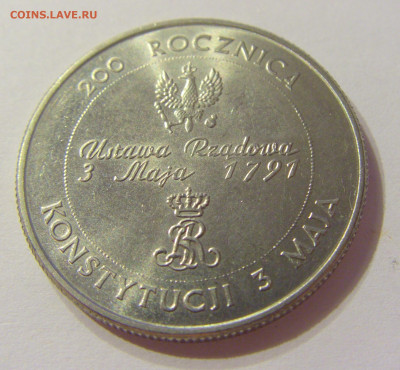 COINS.LAVE.RU
200 ROCZNICA
Ustawa Rządowa
3 Maja 1791
KONSTYTUCJI 3 MAJA